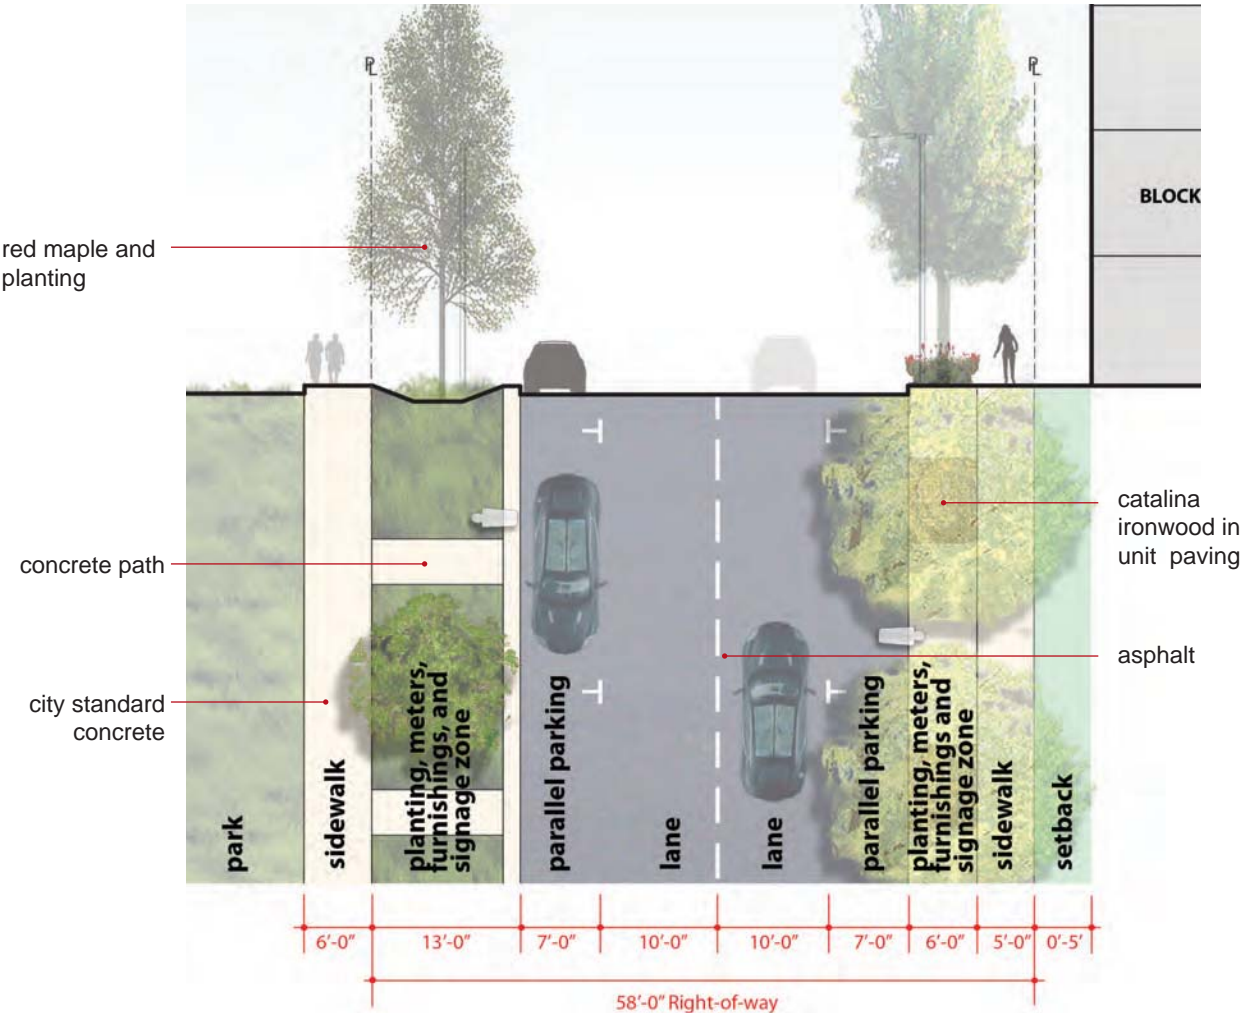 PL
PL
BLOCK
red maple and
planting
concrete path
city standard
concrete
catalina
ironwood in
unit paving
asphalt
park
sidewalk
planting, meters,
furnishings, and
signage zone
parallel parking
lane
lane
parallel parking
planting, meters,
furnishings and
signage zone
sidewalk
setback
6’-0”
13’-0”
7’-0”
10’-0”
10’-0”
7’-0”
6’-0”
5’-0”
0’-5’
58’-0” Right-of-way